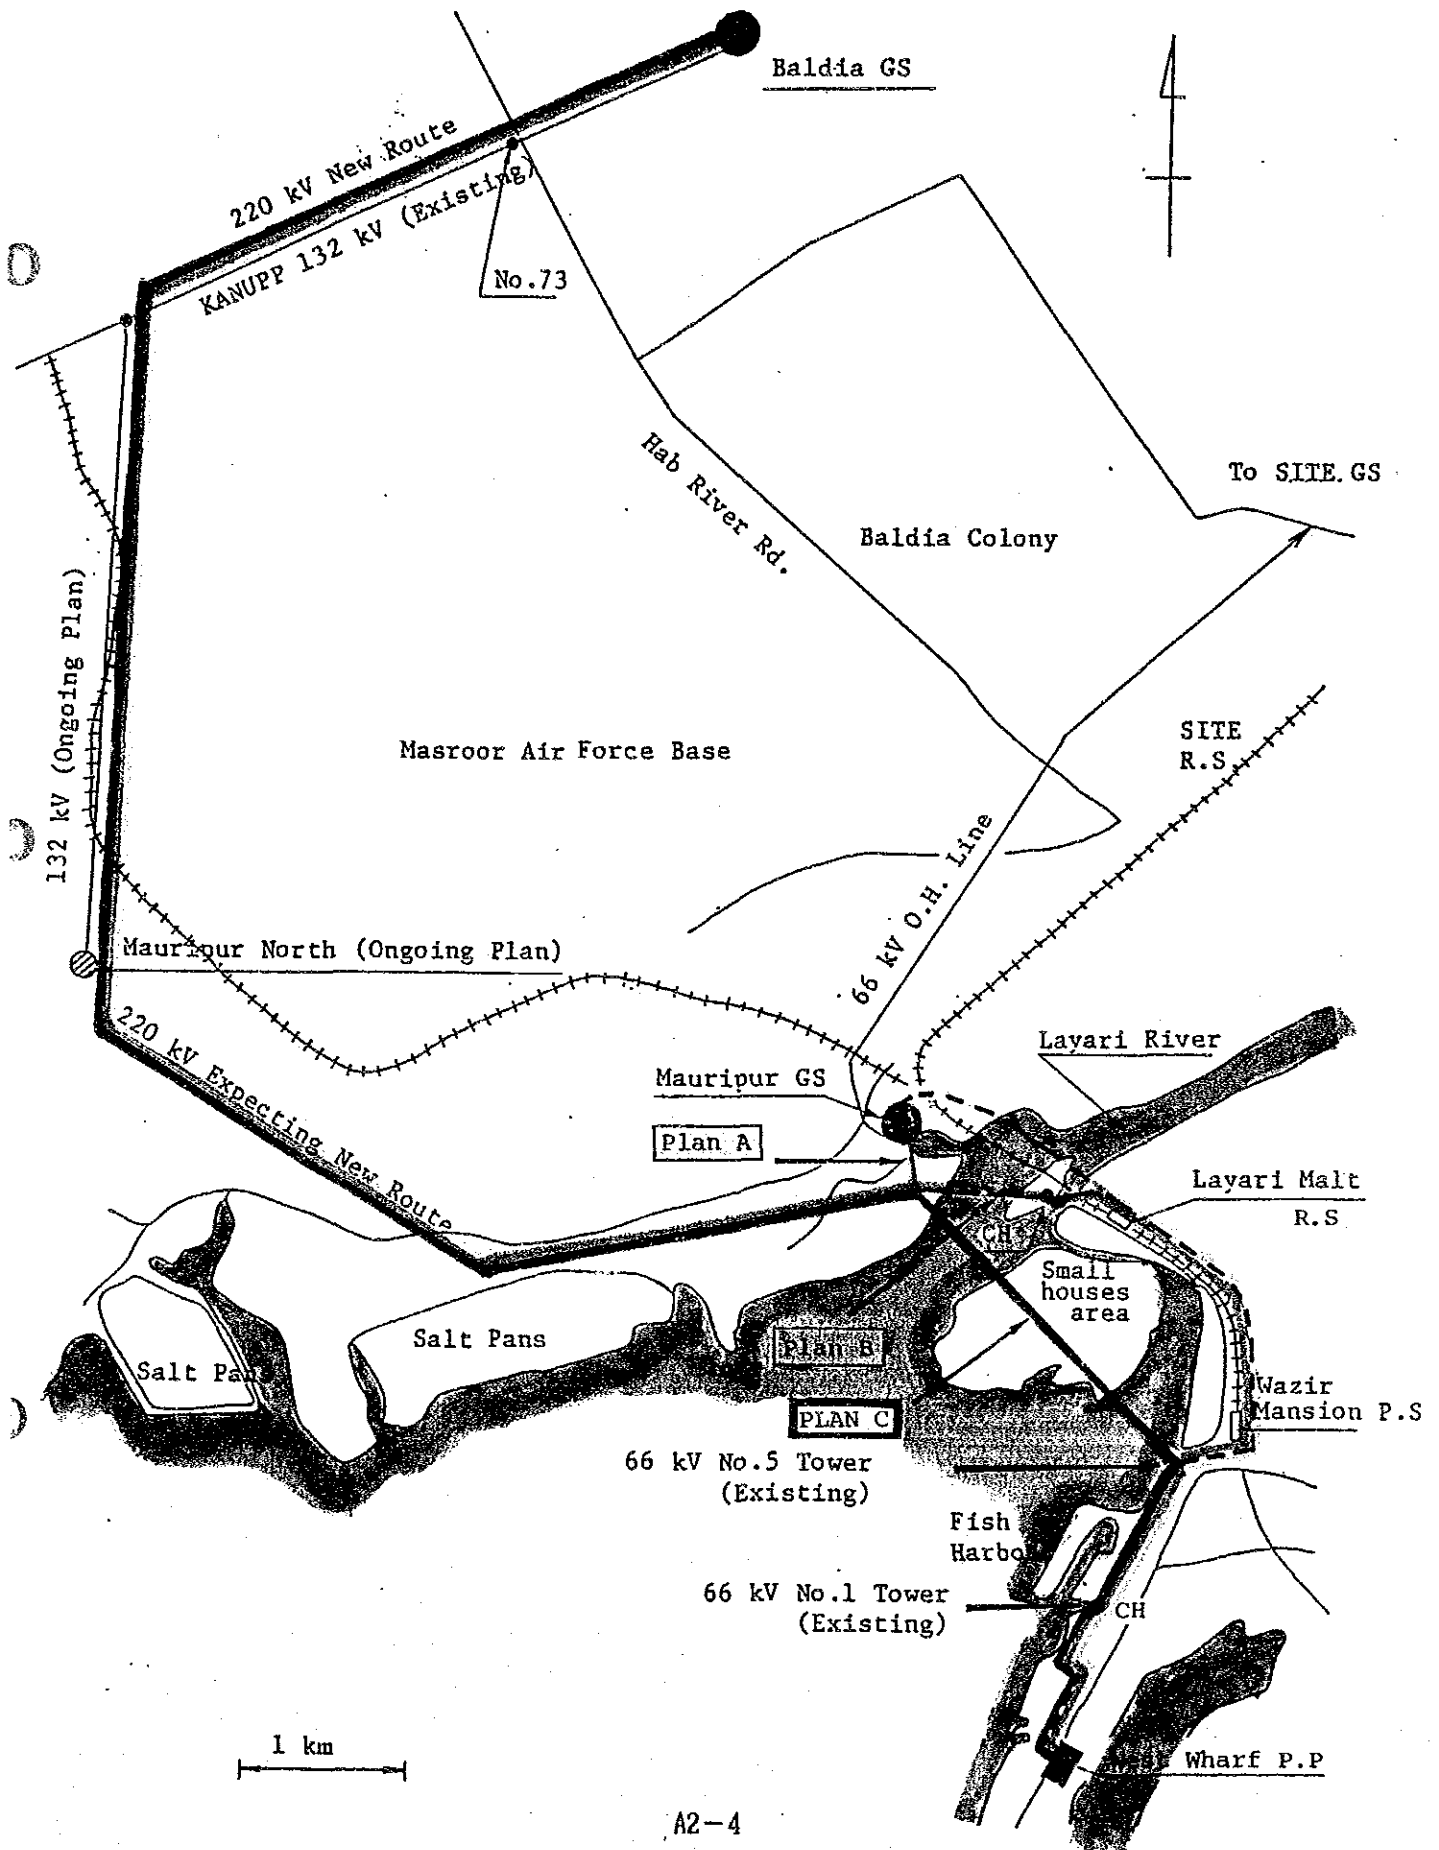 Baldia GS
220 kV New Route
KANUPP 132 kV (Existing)
No.73
Hab River Rd.
To SITE.GS
Baldia Colony
132 kV (Ongoing Plan)
Masroor Air Force Base
SITE
R.S.
66 kV O.H. Line
Mauripur North (Ongoing Plan)
220 kV Expecting New Route
Layari River
Mauripur GS
Plan A
Layari Malt
R.S
CH
Small
houses
area
Salt Pans
Salt Pans
Plan B
PLAN C
Wazir
Mansion P.S
66 kV No.5 Tower
(Existing)
Fish
Harbo
66 kV No.1 Tower
(Existing)
CH
West Wharf P.P
1 km
A2-4